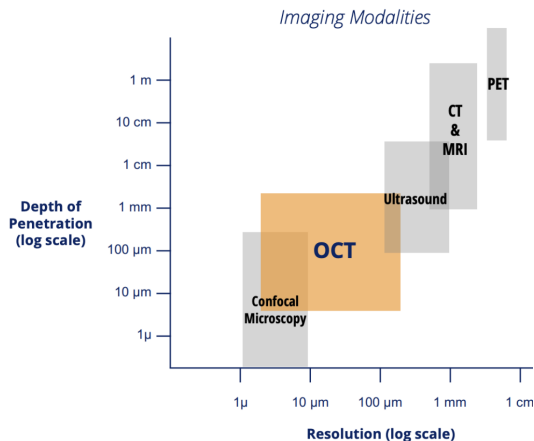 Imaging Modalities
1 m
10 cm
1 cm
1 mm
100 µm
10 µm
1µ
Depth of
Penetration
(log scale)
PET
CT
&
MRI
Ultrasound
OCT
Confocal
Microscopy
1µ
10 µm
100 µm
1 mm
1 cm
Resolution (log scale)